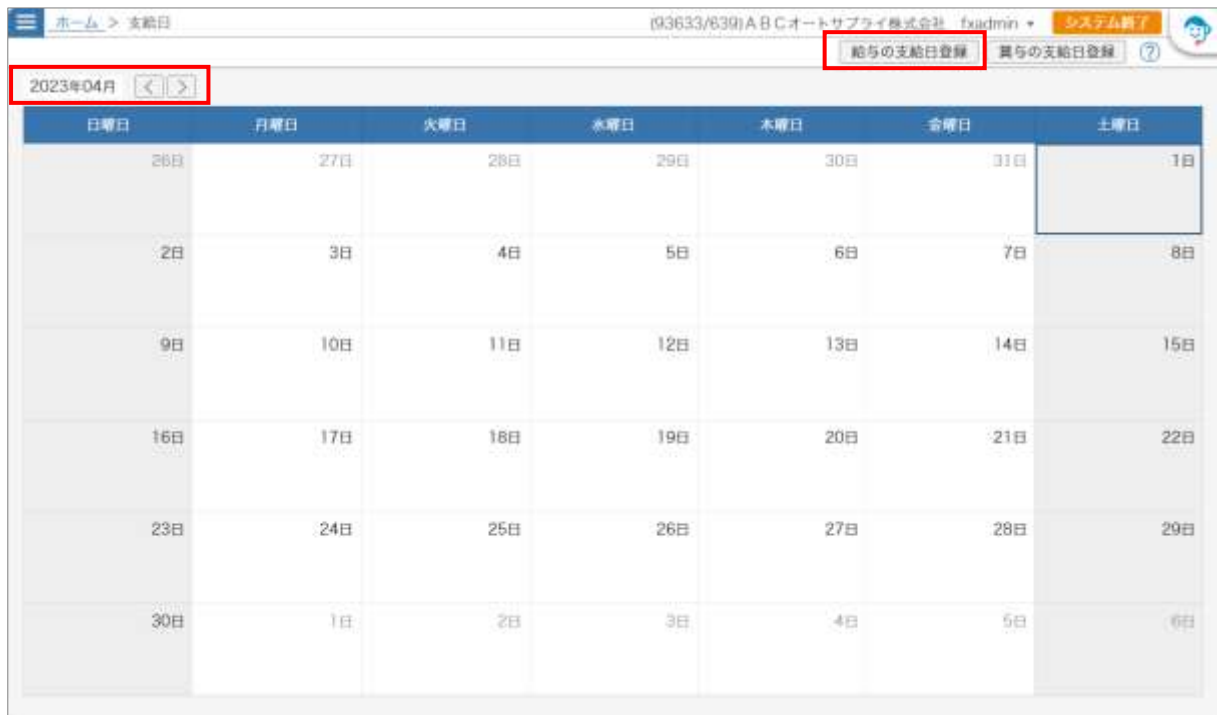 ホーム > 支給日 (93633/639)ＡＢＣオートサプライ株式会社 fxadmin システム終了
給与の支給日登録 賞与の支給日登録 ?
2023年04月 < >
日曜日 月曜日 火曜日 水曜日 木曜日 金曜日 土曜日
26日 27日 28日 29日 30日 31日 1日
2日 3日 4日 5日 6日 7日 8日
9日 10日 11日 12日 13日 14日 15日
16日 17日 18日 19日 20日 21日 22日
23日 24日 25日 26日 27日 28日 29日
30日 1日 2日 3日 4日 5日 6日